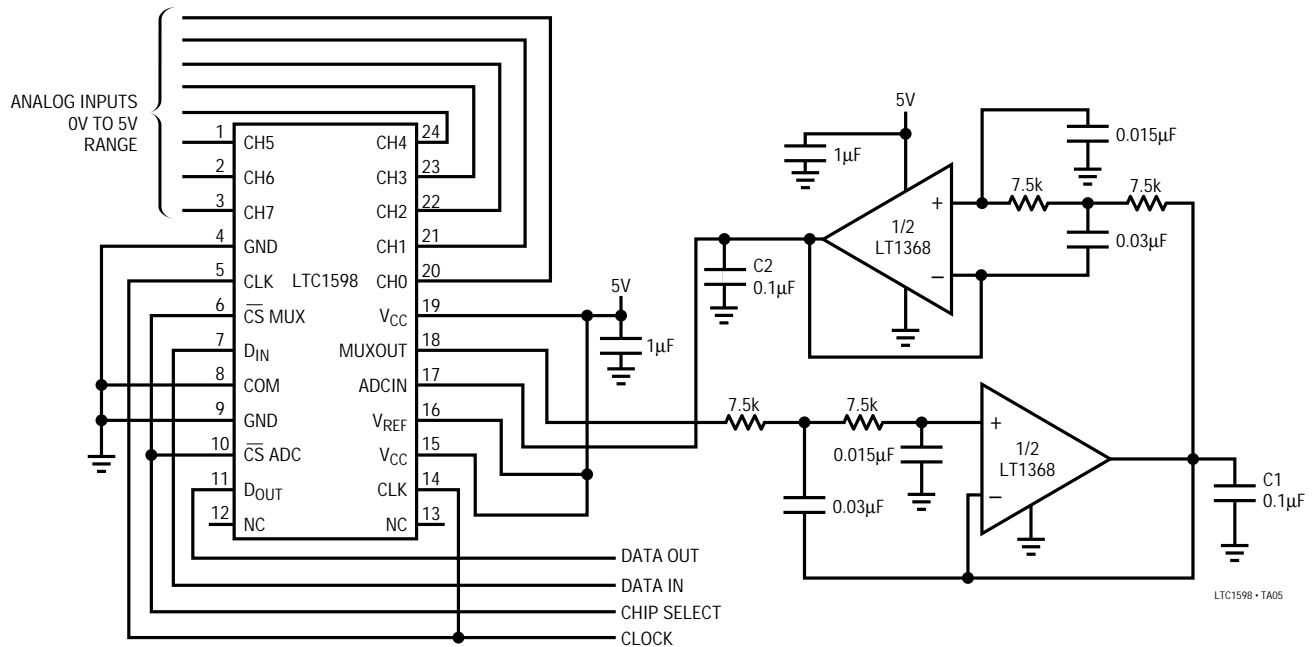 ANALOG INPUTS
0V TO 5V
RANGE
1
CH5
2
CH6
3
CH7
4
GND
5
CLK
6
C̅S̅ MUX
7
DIN
8
COM
9
GND
10
C̅S̅ ADC
11
DOUT
12
NC
LTC1598
24
CH4
23
CH3
22
CH2
21
CH1
20
CH0
19
VCC
18
MUXOUT
17
ADCIN
16
VREF
15
VCC
14
CLK
13
NC
5V
1µF
DATA OUT
DATA IN
CHIP SELECT
CLOCK
5V
1µF
+
1/2
LT1368
−
C2
0.1µF
0.015µF
7.5k
7.5k
0.03µF
7.5k
7.5k
0.015µF
0.03µF
+
1/2
LT1368
−
C1
0.1µF
LTC1598 • TA05